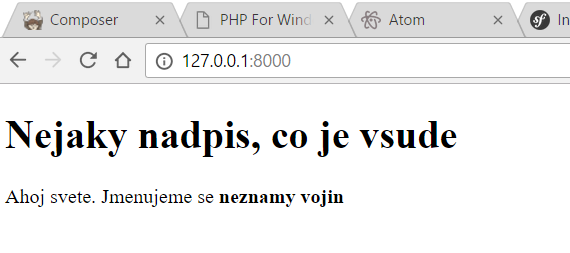 Composer PHP For Wind Atom In
127.0.0.1:8000
Nejaky nadpis, co je vsude
Ahoj svete. Jmenujeme se neznamy vojin